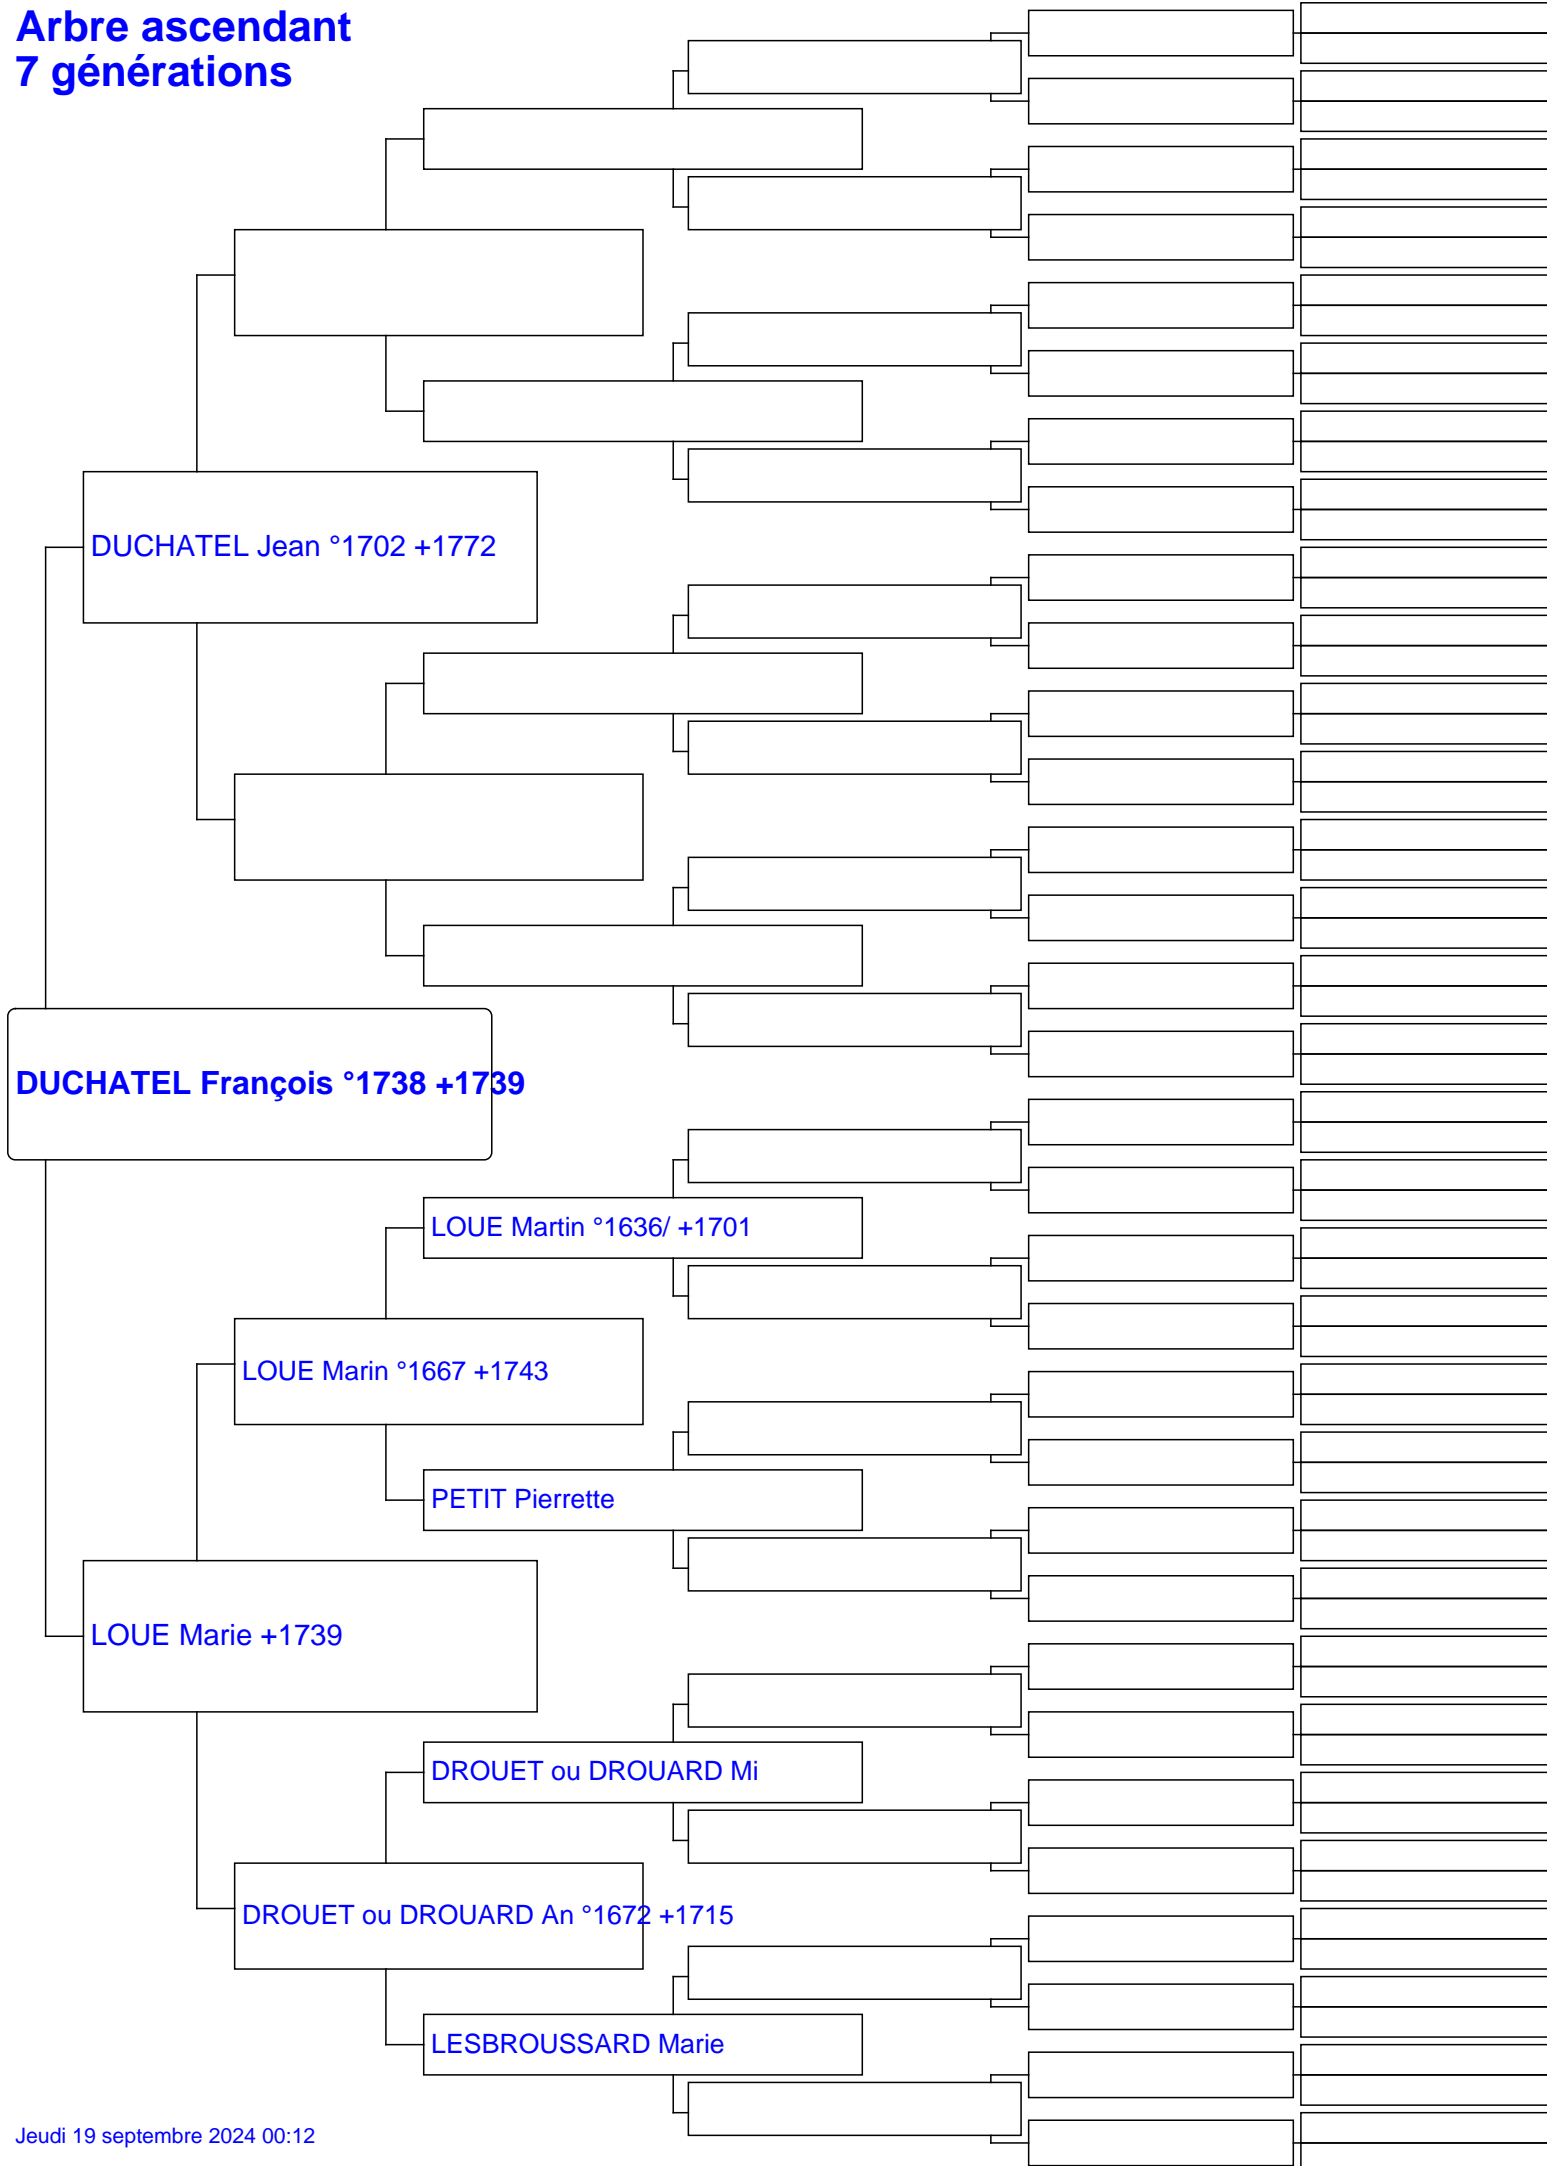 Arbre ascendant
7 générations
DUCHATEL Jean °1702 +1772
DUCHATEL François °1738 +1739
LOUE Martin °1636/ +1701
LOUE Marin °1667 +1743
PETIT Pierrette
LOUE Marie +1739
DROUET ou DROUARD Mi
DROUET ou DROUARD An °1672 +1715
LESBROUSSARD Marie
Jeudi 19 septembre 2024 00:12